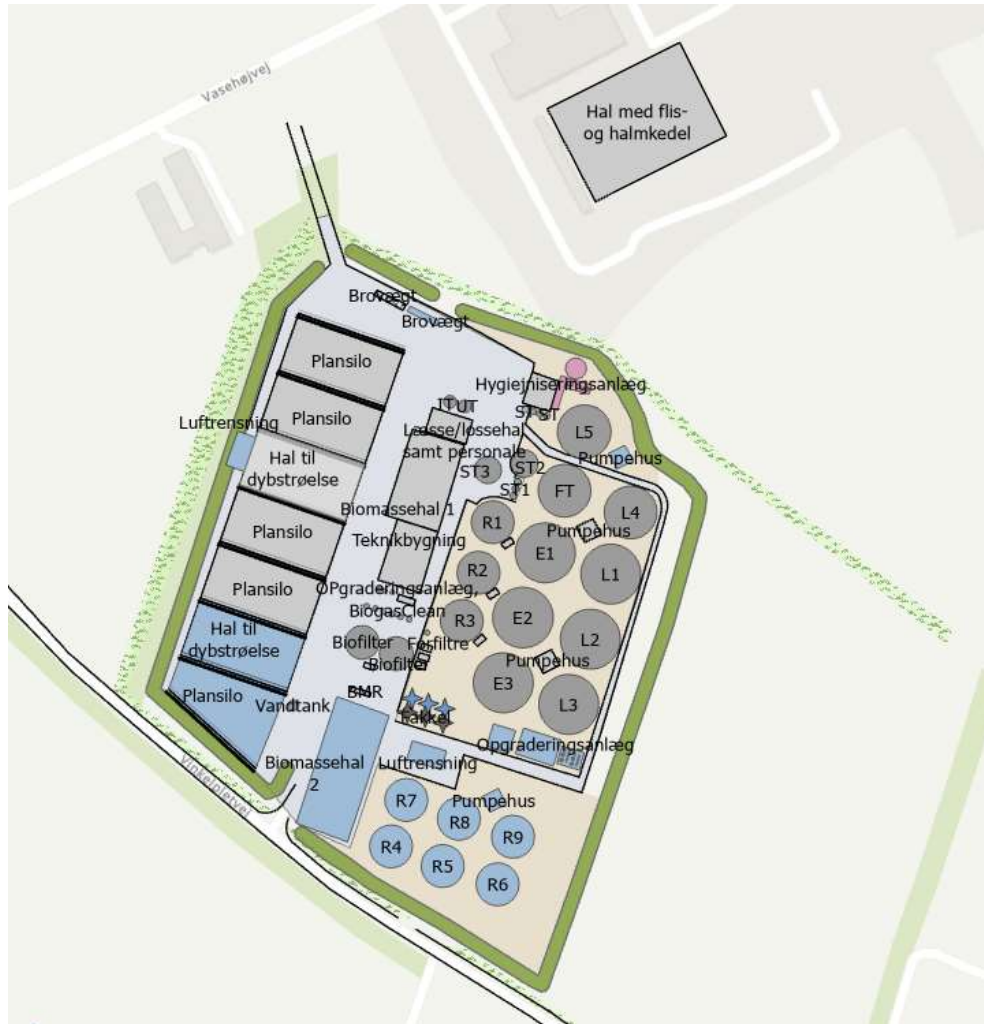 Vasehøjvej
Hal med flis-
og halmkedel
Brovægt
Brovægt
Plansilo
Hygiejniseringsanlæg
UT
ST
ST
Plansilo
Luftrensning
Læsse/lossehal
samt personale
L5
Pumpehus
Hal til
dybstrøelse
ST3
ST2
ST1
FT
Biomassehal 1
L4
R1
Plansilo
Teknikbygning
Pumpehus
E1
R2
L1
Plansilo
OPgraderingsanlæg,
BiogasClean
R3
E2
Hal til
dybstrøelse
Biofilter
Forfiltre
L2
Biofilter
Pumpehus
E3
Plansilo
Vandtank
L3
Fakkel
Opgraderingsanlæg
Biomassehal
2
Luftrensning
Vinkelpletvej
R7
Pumpehus
R8
R9
R4
R5
R6